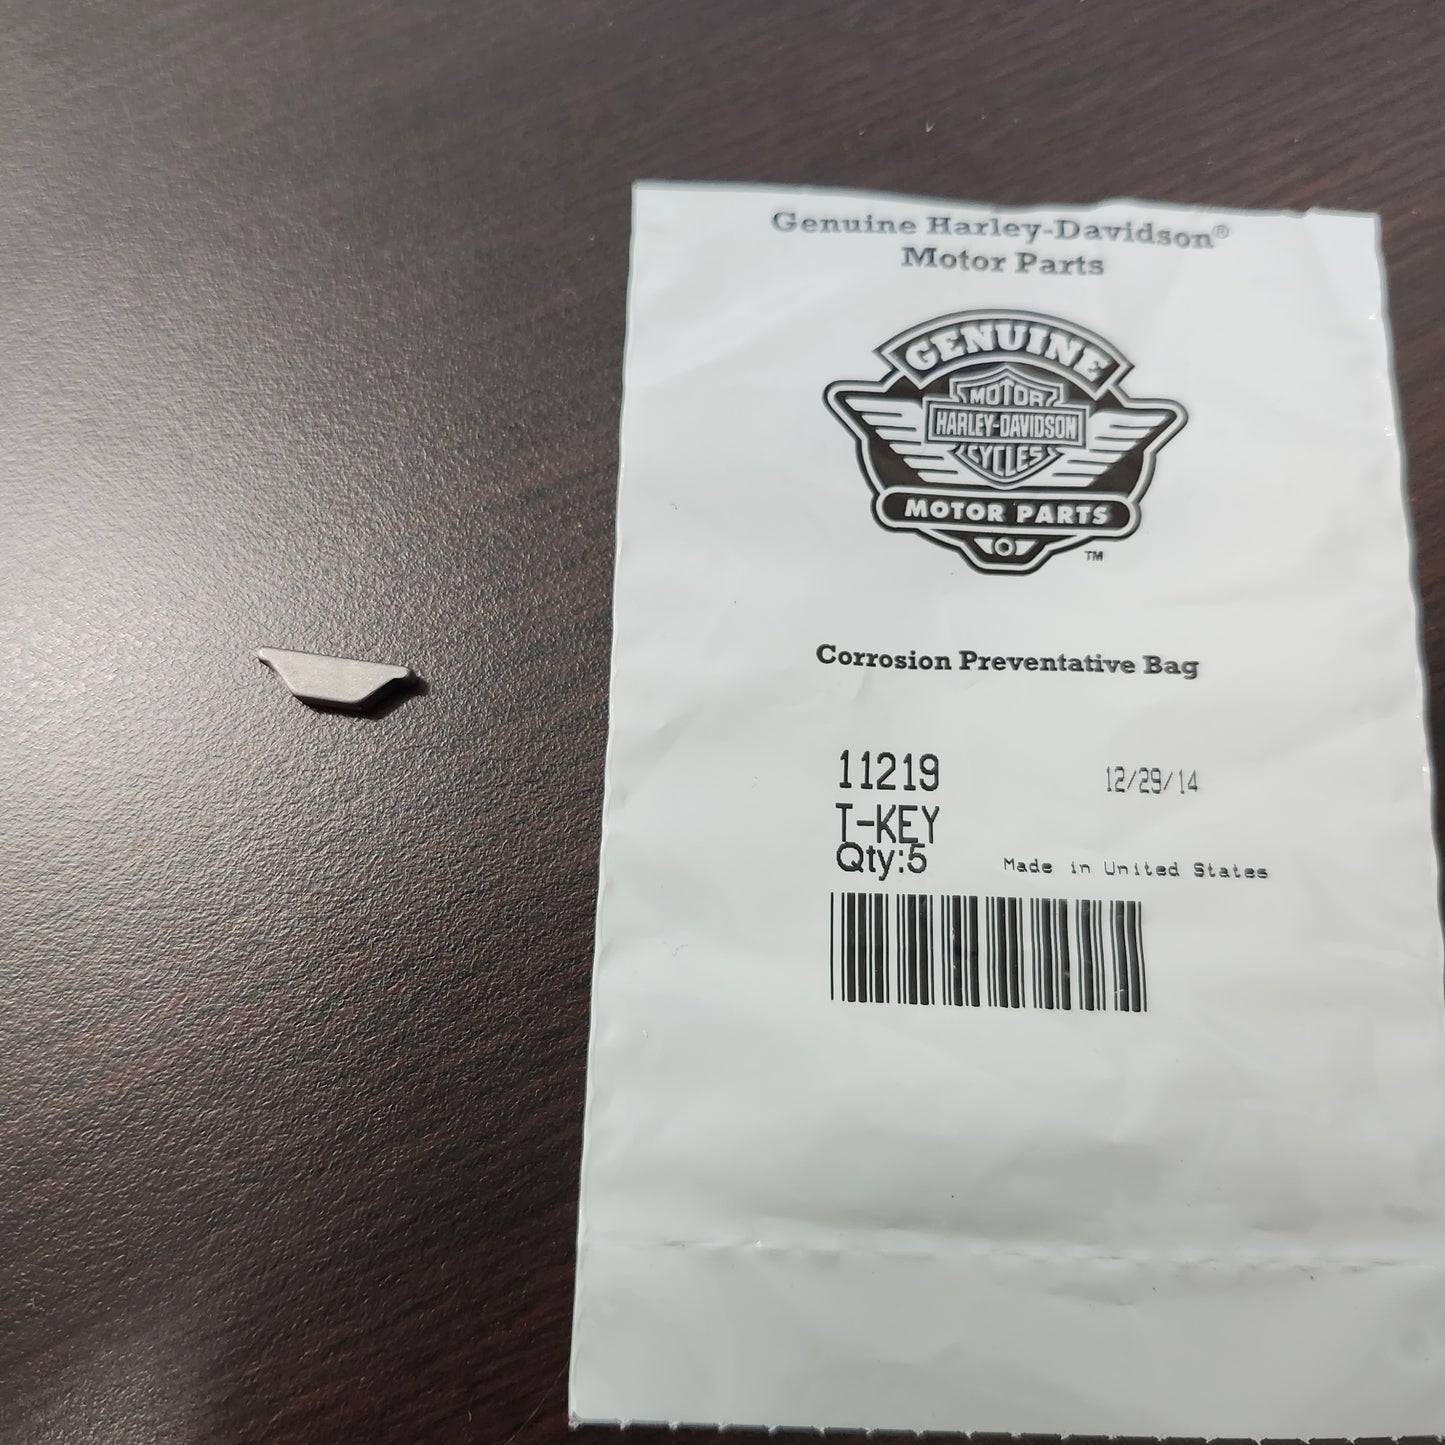 Genuine Harley-Davidson®
Motor Parts
GENUINE
MOTOR
HARLEY-DAVIDSON
CYCLES
MOTOR PARTS
TM
Corrosion Preventative Bag
11219 12/29/14
T-KEY
Qty:5 Made in United States